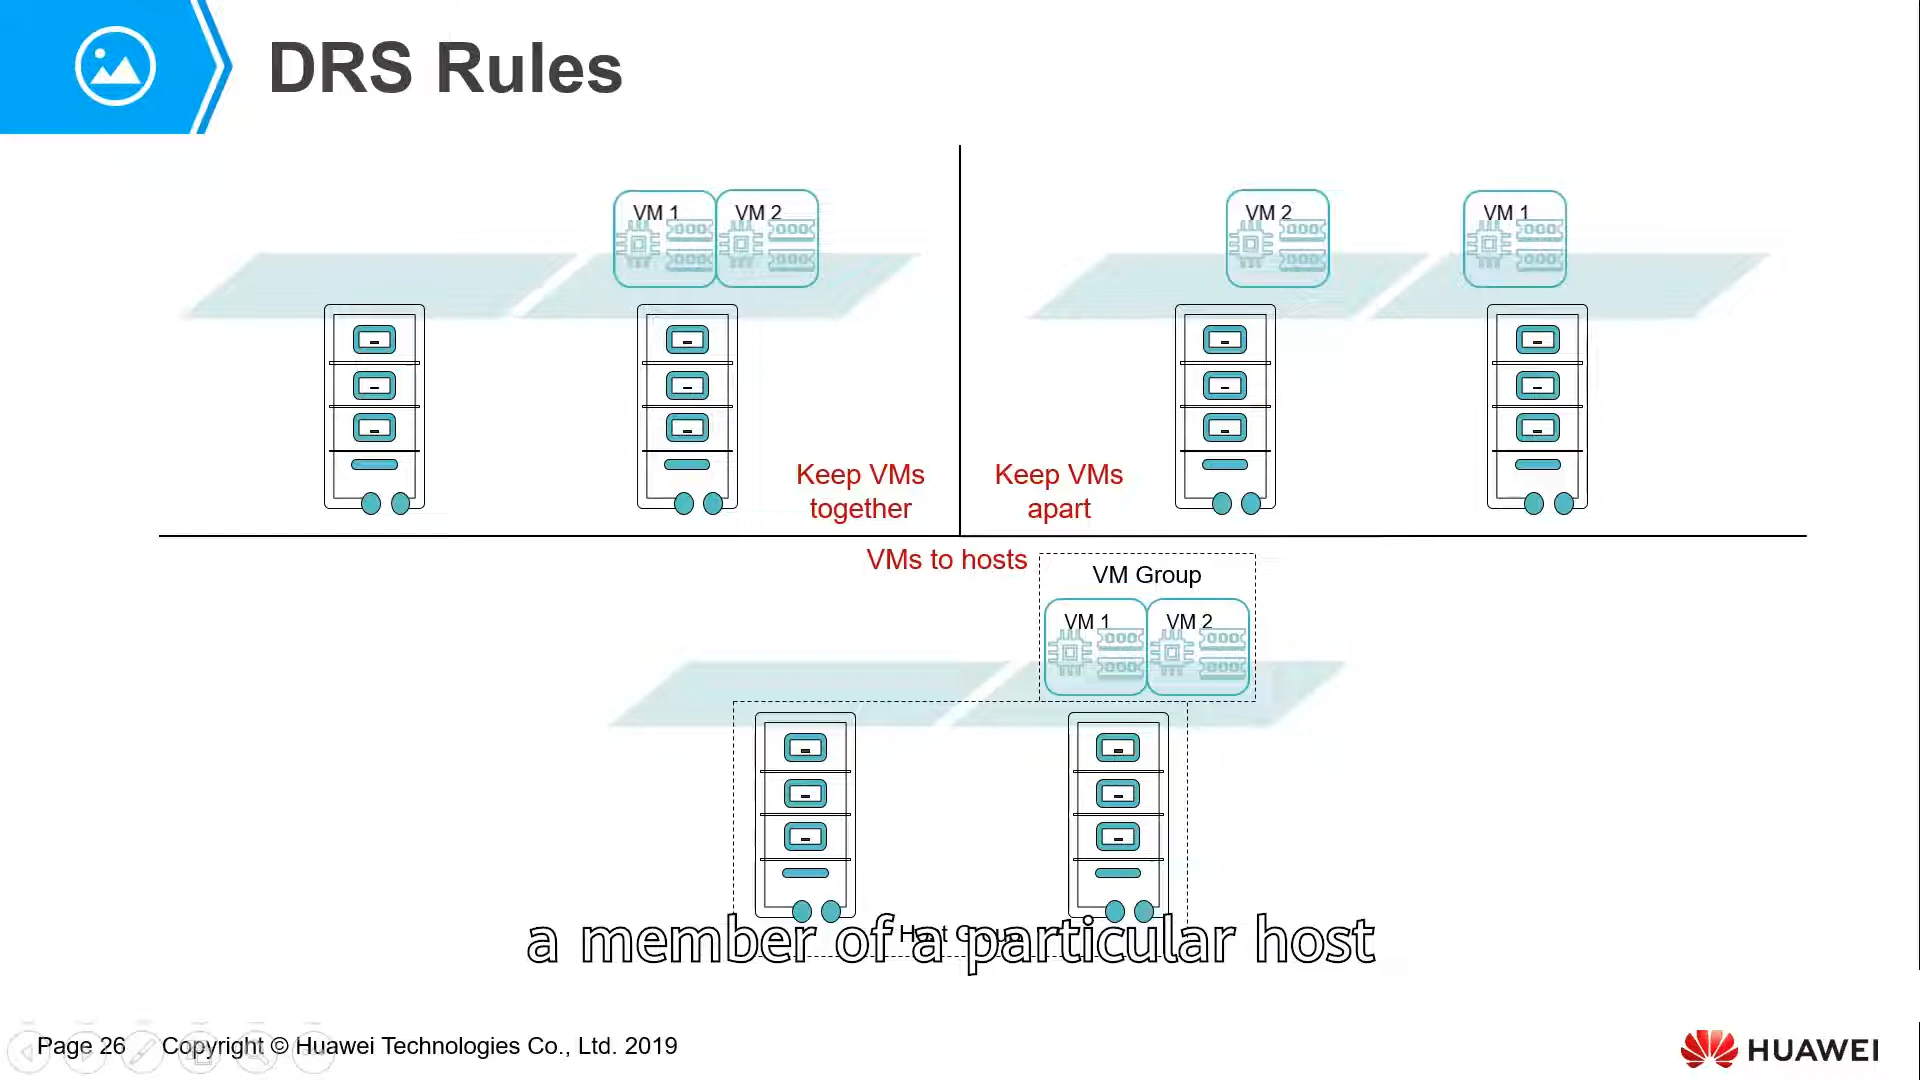 DRS Rules
VM 1
VM 2
VM 2
VM 1
Keep VMs
together
Keep VMs
apart
VMs to hosts
VM Group
VM 1
VM 2
a member of a particular host
Page 26
Copyright © Huawei Technologies Co., Ltd. 2019
HUAWEI